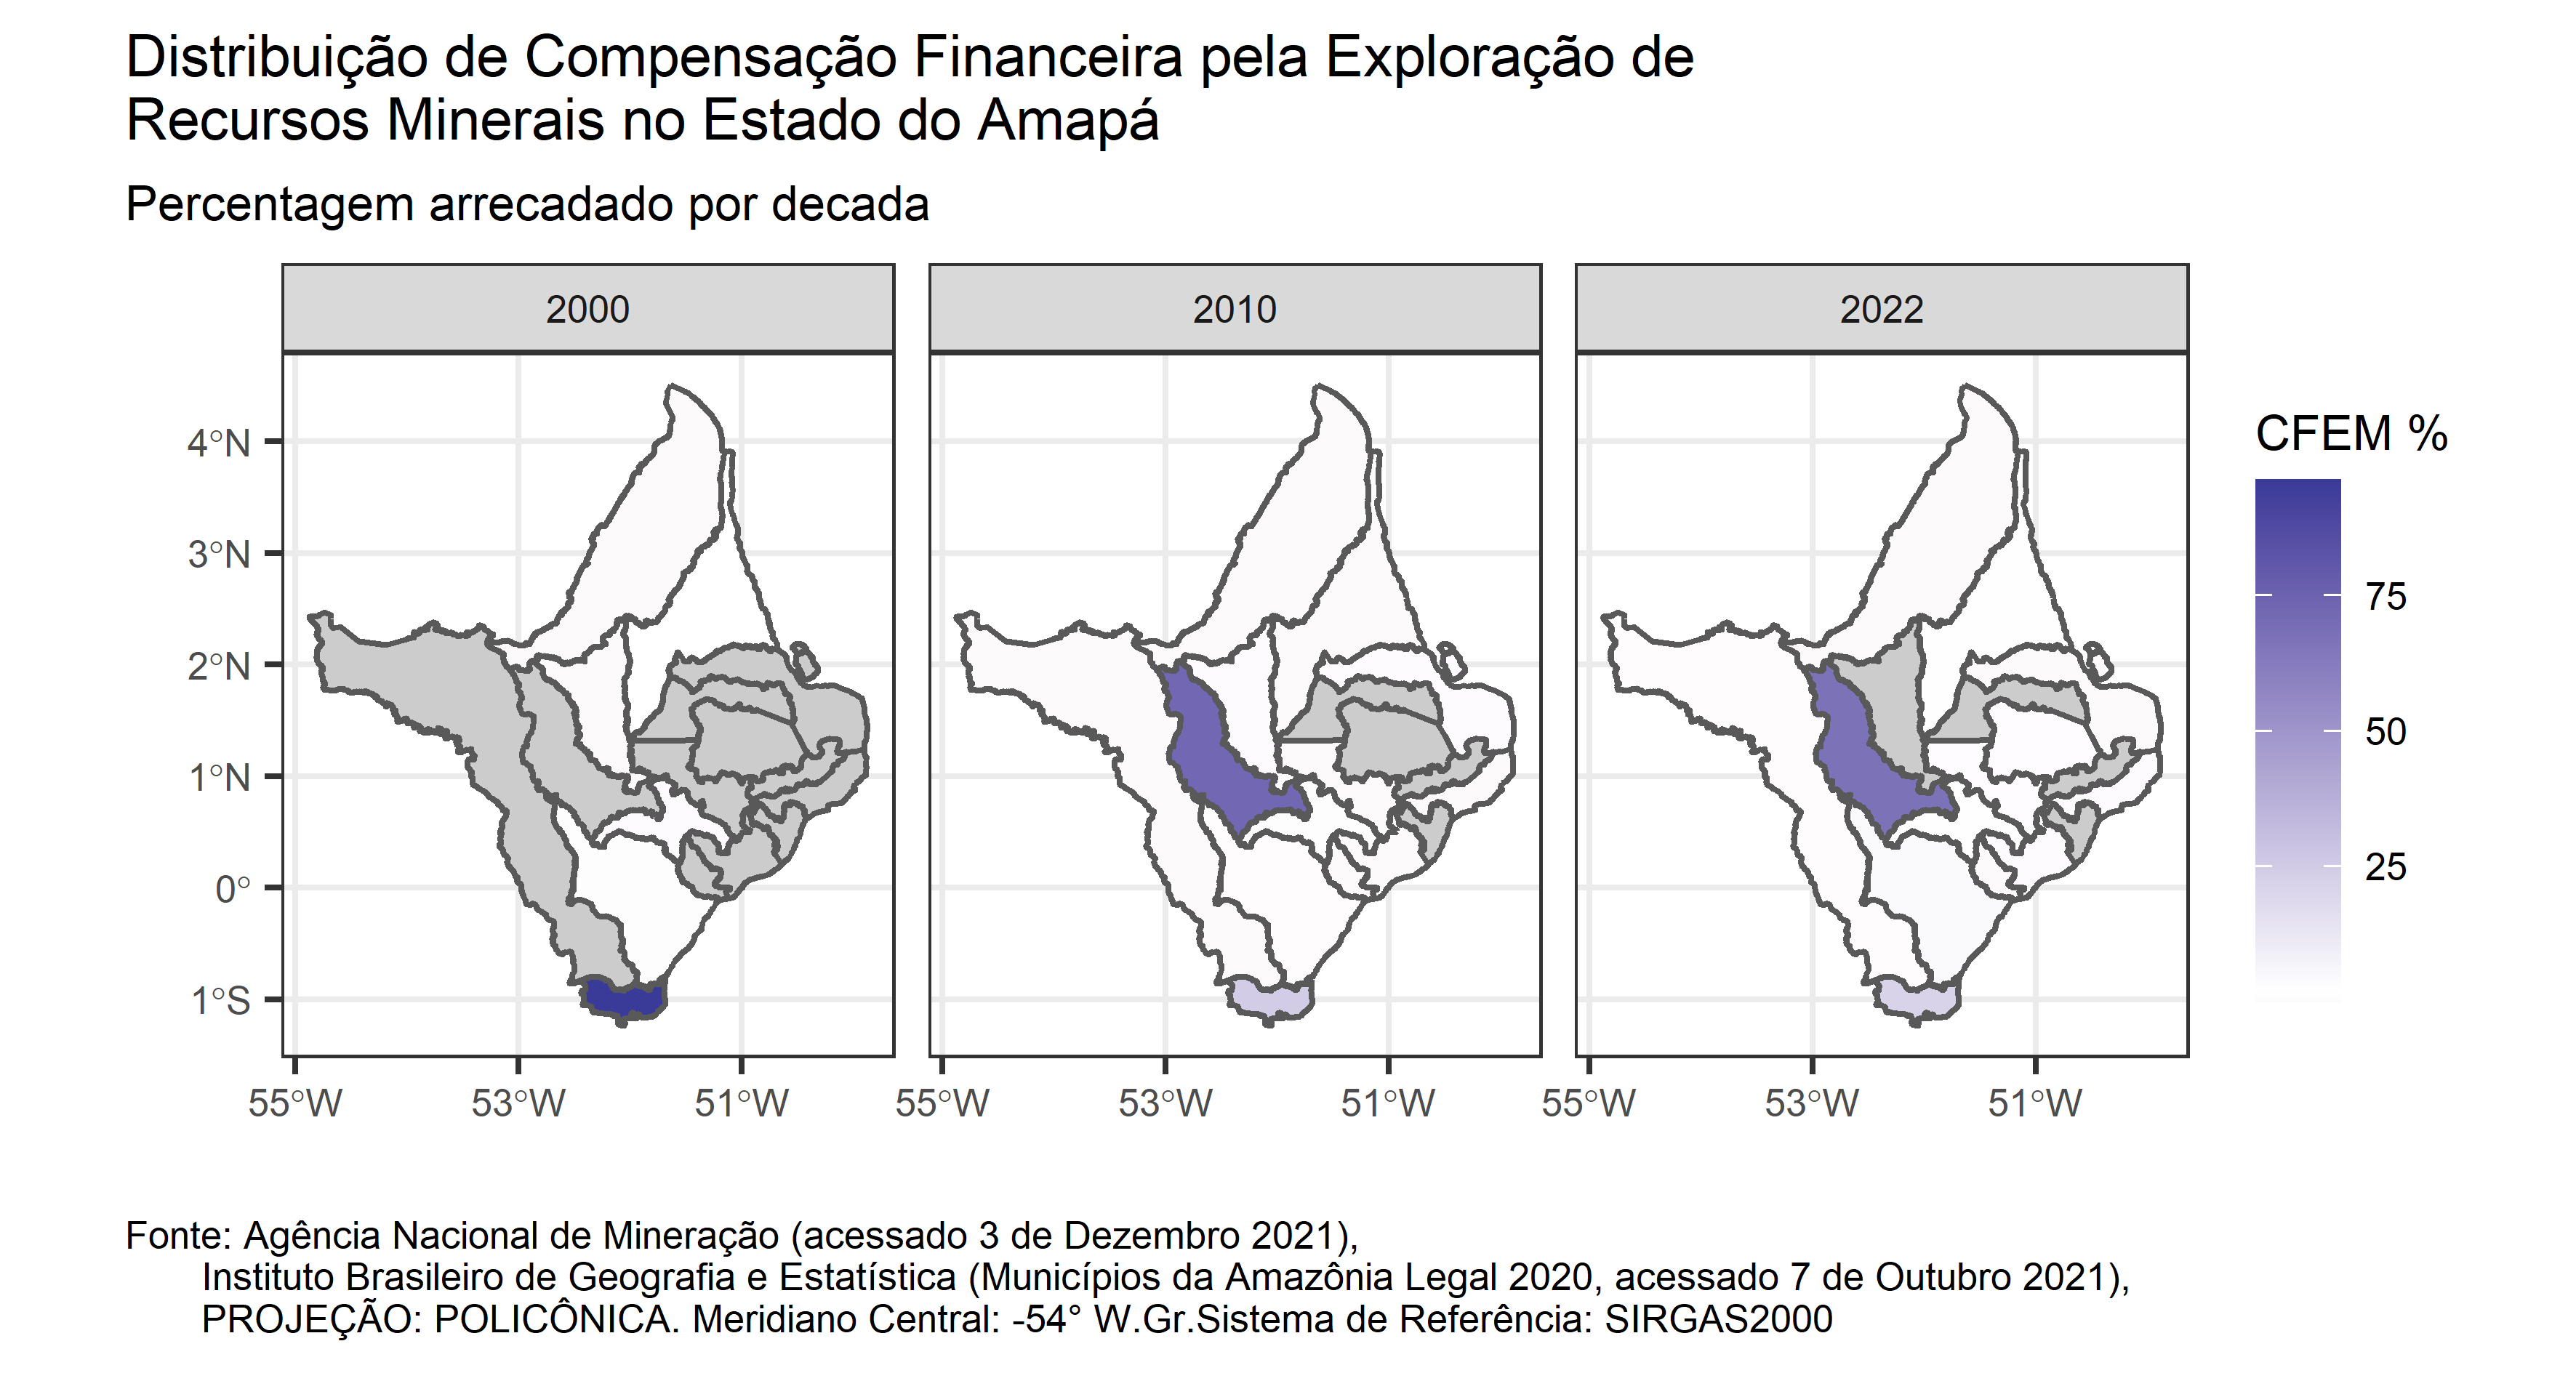 Distribuição de Compensação Financeira pela Exploração de
Recursos Minerais no Estado do Amapá
Percentagem arrecadado por decada
2000
2010
2022
4°N
3°N
2°N
1°N
0°
1°S
55°W
53°W
51°W
55°W
53°W
51°W
55°W
53°W
51°W
CFEM %
75
50
25
Fonte: Agência Nacional de Mineração (acessado 3 de Dezembro 2021),
Instituto Brasileiro de Geografia e Estatística (Municípios da Amazônia Legal 2020, acessado 7 de Outubro 2021),
PROJEÇÃO: POLICÔNICA. Meridiano Central: -54° W.Gr.Sistema de Referência: SIRGAS2000